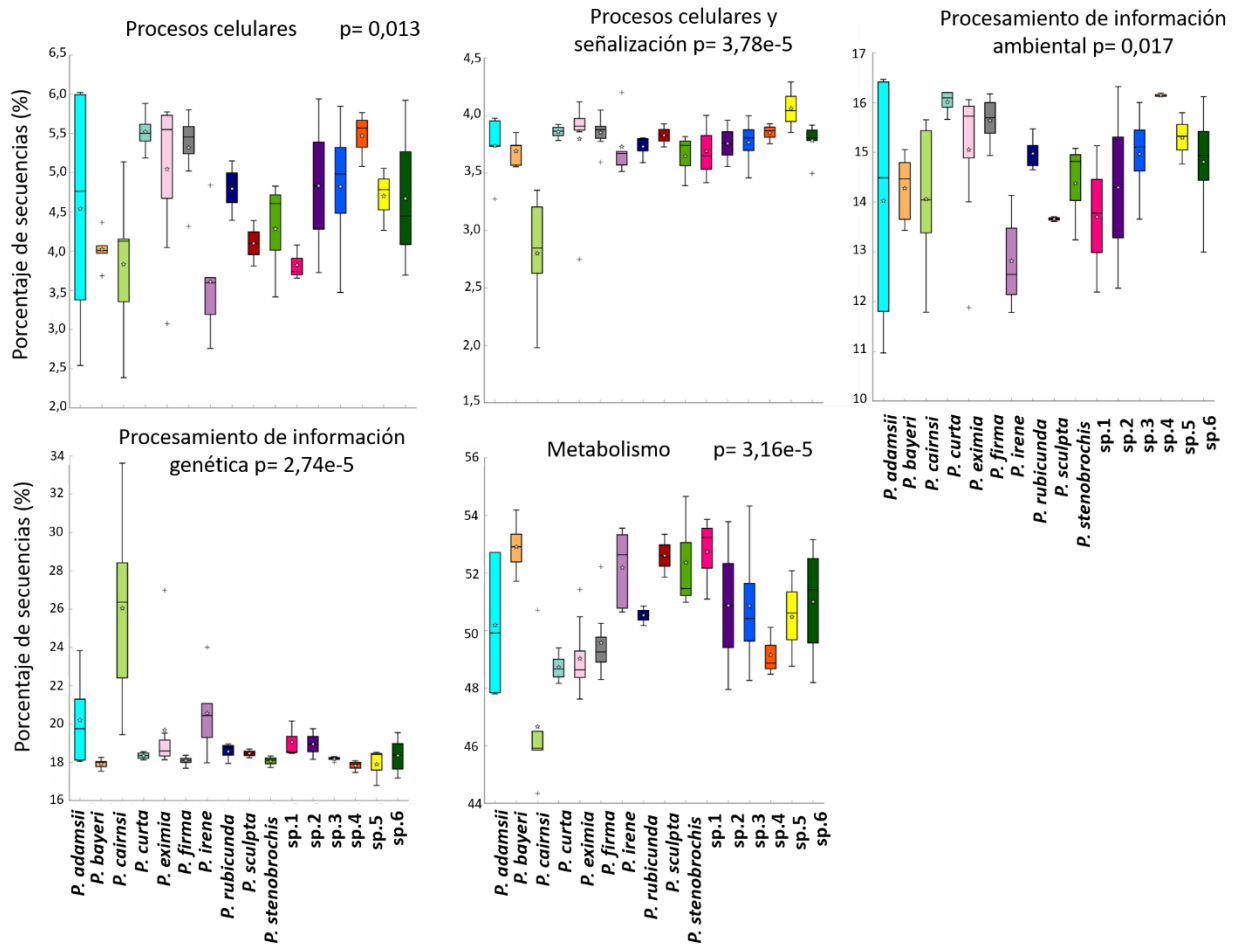 Procesos celulares p= 0,013
Porcentaje de secuencias (%)
6,5
6,0
5,5
5,0
4,5
4,0
3,5
3,0
2,5
2,0
Procesos celulares y
señalización p= 3,78e-5
4,5
4,0
3,5
3,0
2,5
2,0
1,5
Procesamiento de información
ambiental p= 0,017
17
16
15
14
13
12
11
10
P. adamsii
P. bayeri
P. cairnsi
P. curta
P. eximia
P. firma
P. irene
P. rubicunda
P. sculpta
P. stenobrochis
sp.1
sp.2
sp.3
sp.4
sp.5
sp.6
Procesamiento de información
genética p= 2,74e-5
Porcentaje de secuencias (%)
34
32
30
28
26
24
22
20
18
16
P. adamsii
P. bayeri
P. cairnsi
P. curta
P. eximia
P. firma
P. irene
P. rubicunda
P. sculpta
P. stenobrochis
sp.1
sp.2
sp.3
sp.4
sp.5
sp.6
Metabolismo p= 3,16e-5
56
54
52
50
48
46
44
P. adamsii
P. bayeri
P. cairnsi
P. curta
P. eximia
P. firma
P. irene
P. rubicunda
P. sculpta
P. stenobrochis
sp.1
sp.2
sp.3
sp.4
sp.5
sp.6